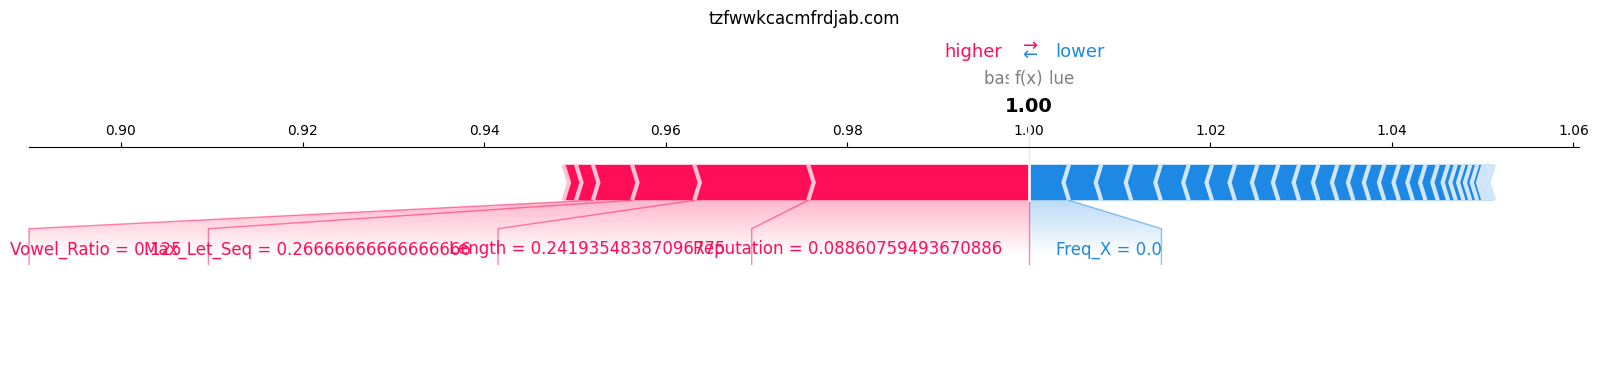 tzfwwkcacmfrdjab.com
higher ⇄ lower
bas f(x) lue
1.00
0.90 0.92 0.94 0.96 0.98 1.00 1.02 1.04 1.06
Vowel_Ratio = 0.125 Max_Let_Seq = 0.26666666666666666 Length = 0.24193548387096775 Reputation = 0.08860759493670886 Freq_X = 0.0